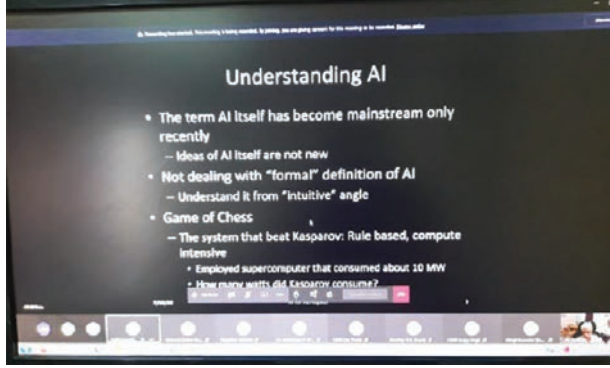 Understanding AI
• The term AI itself has become mainstream only
recently
– Ideas of AI itself are not new
• Not dealing with "formal" definition of AI
– Understand it from "intuitive" angle
• Game of Chess
– The system that beat Kasparov: Rule based, compute
intensive
• Employed supercomputer that consumed about 10 MW
• How many watts did Kasparov consume?